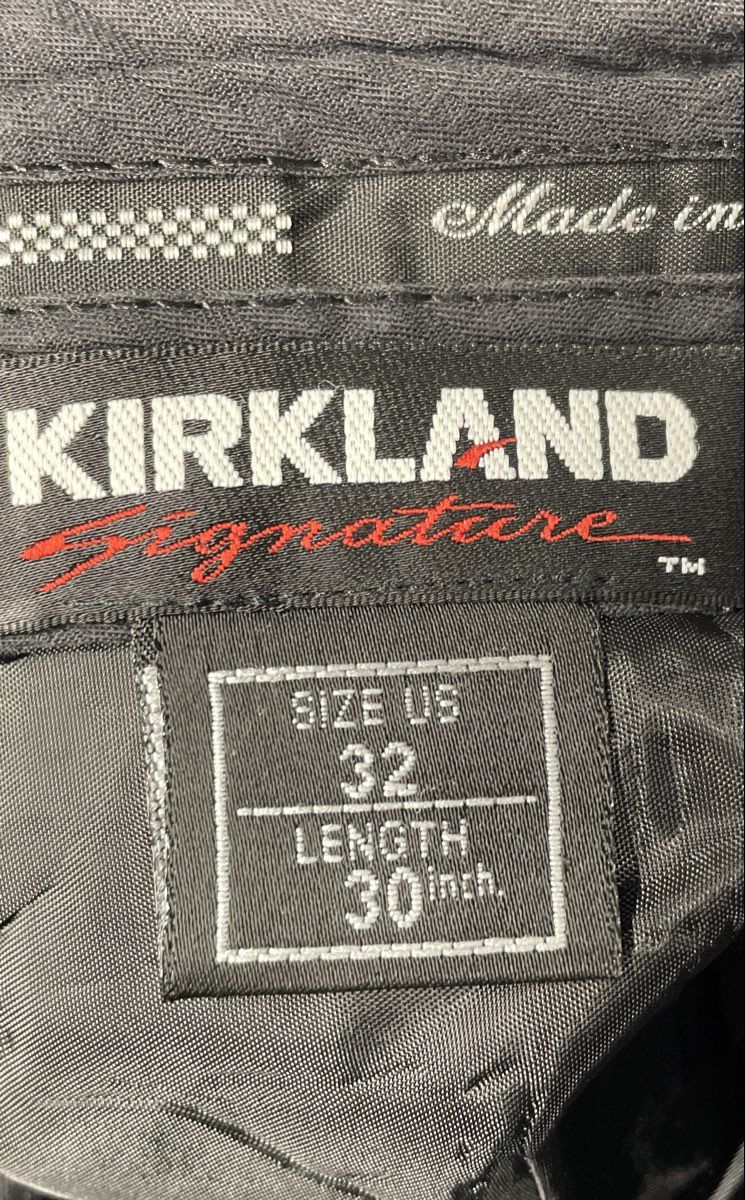 Made in
KIRKLAND
Signature
TM
SIZE US
32
LENGTH
30 inch.